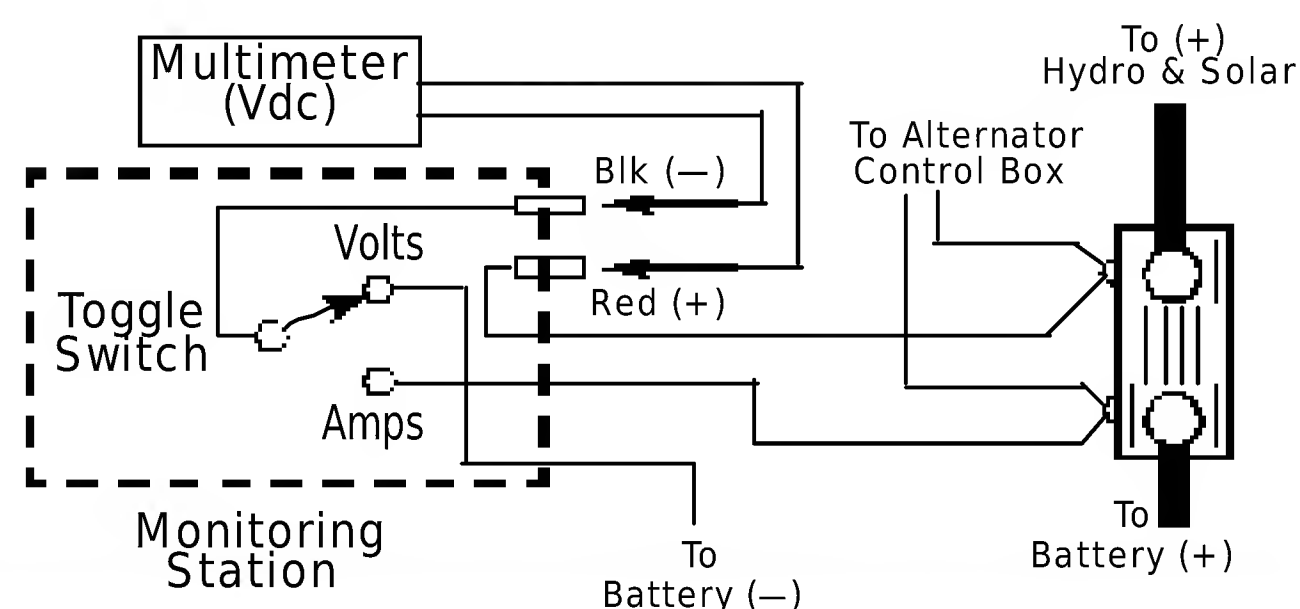 To (+)
Hydro & Solar
Multimeter
(Vdc)
To Alternator
Control Box
Blk (—)
Volts
Red (+)
Toggle
Switch
Amps
Monitoring
Station
To
Battery (+)
To
Battery (—)